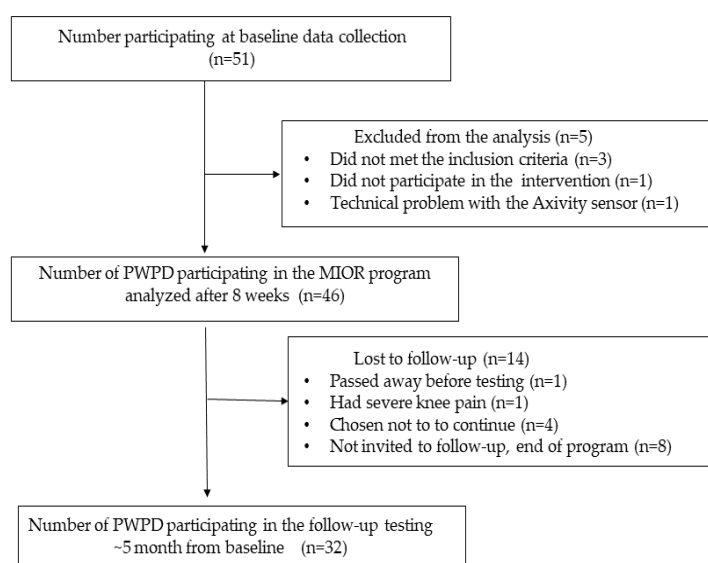 Number participating at baseline data collection
(n=51)
Excluded from the analysis (n=5)
• Did not met the inclusion criteria (n=3)
• Did not participate in the intervention (n=1)
• Technical problem with the Axivity sensor (n=1)
Number of PWPD participating in the MIOR program
analyzed after 8 weeks (n=46)
Lost to follow-up (n=14)
• Passed away before testing (n=1)
• Had severe knee pain (n=1)
• Chosen not to to continue (n=4)
• Not invited to follow-up, end of program (n=8)
Number of PWPD participating in the follow-up testing
~5 month from baseline (n=32)